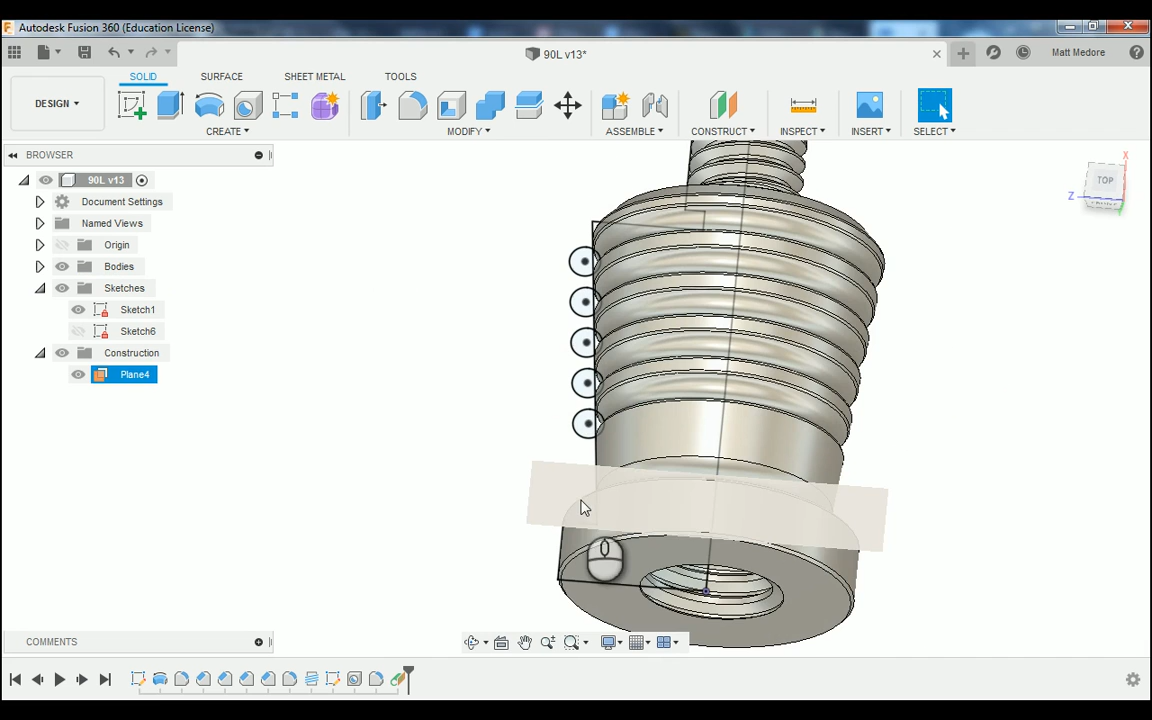 Autodesk Fusion 360 (Education License)
90L v13*
Matt Medore
DESIGN
SOLID
SURFACE
SHEET METAL
TOOLS
CREATE
MODIFY
ASSEMBLE
CONSTRUCT
INSPECT
INSERT
SELECT
BROWSER
90L v13
Document Settings
Named Views
Origin
Bodies
Sketches
Sketch1
Sketch6
Construction
Plane4
X
TOP
Z
COMMENTS